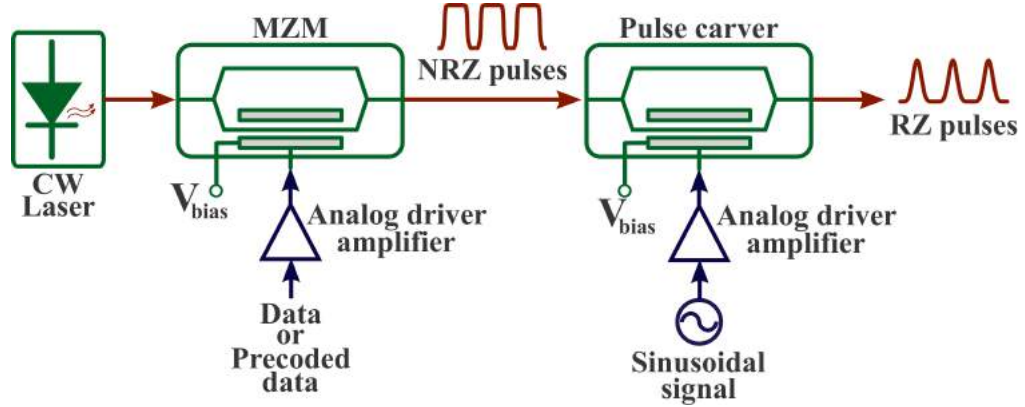 MZM
NRZ pulses
Pulse carver
RZ pulses
CW
Laser
V bias
Analog driver
amplifier
V bias
Analog driver
amplifier
Data
or
Precoded
data
Sinusoidal
signal